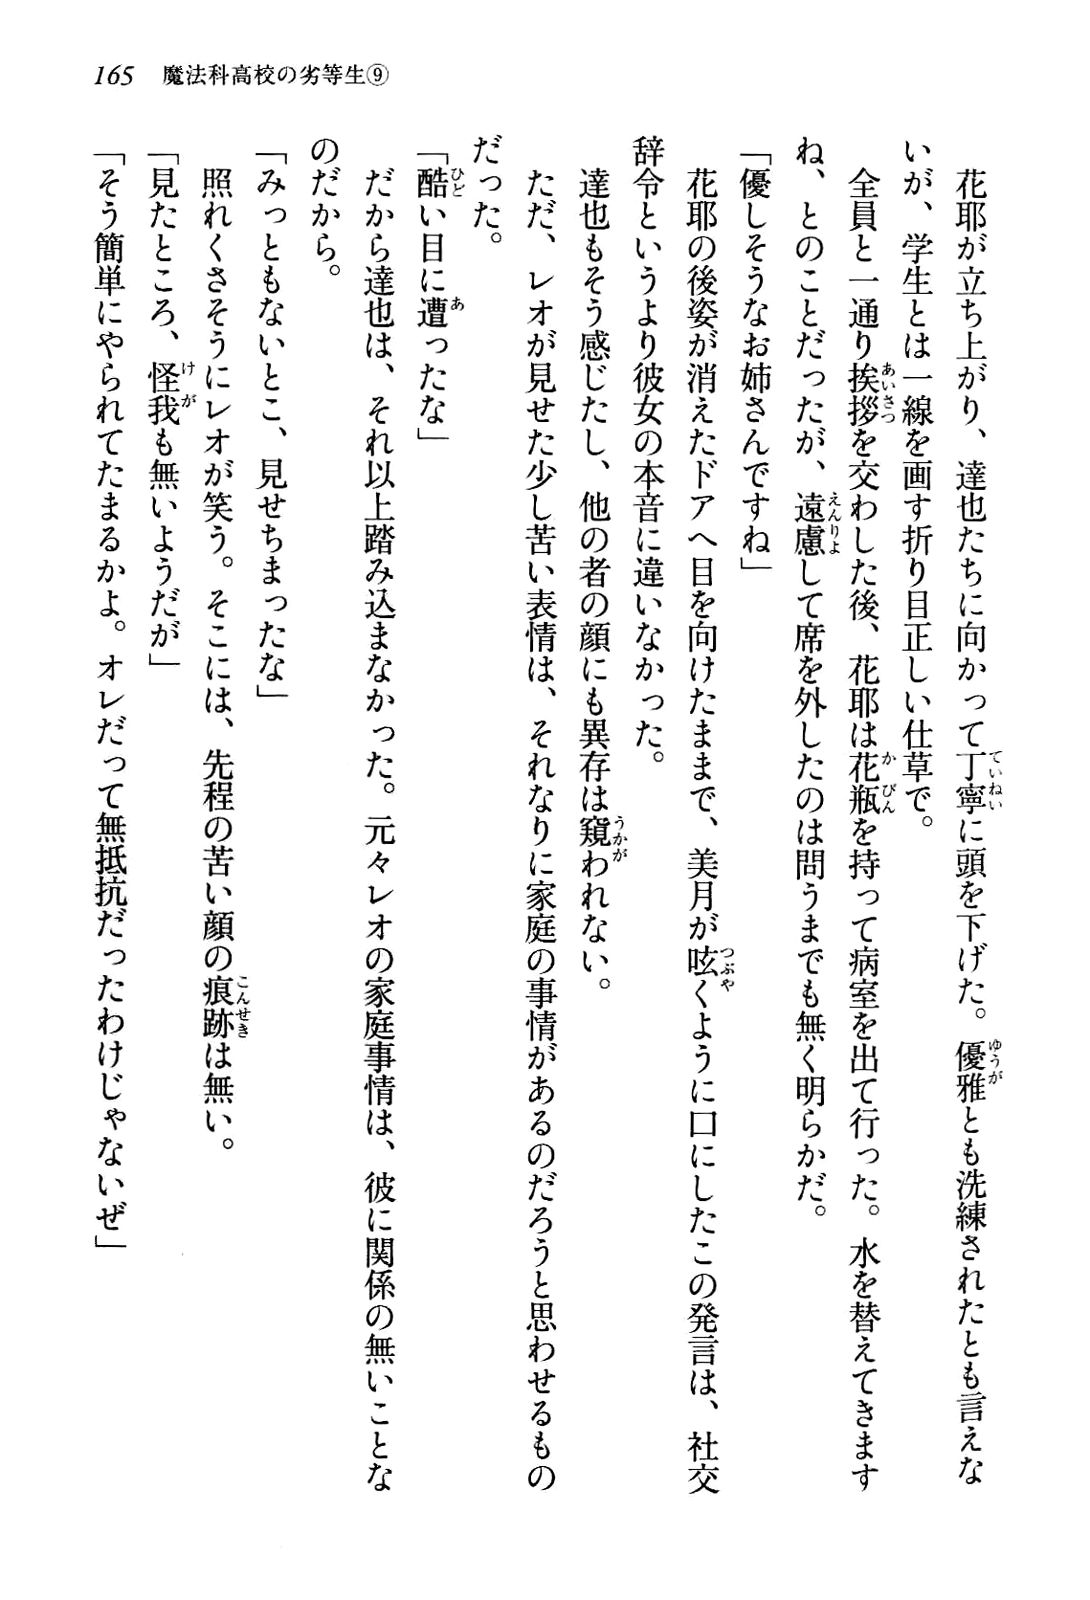 165　魔法科高校の劣等生⑨
　花耶が立ち上がり、達也たちに向かって丁寧に頭を下げた。優雅とも洗練されたとも言えな
いが、学生とは一線を画す折り目正しい仕草で。
　全員と一通り挨拶を交わした後、花耶は花瓶を持って病室を出て行った。水を替えてきます
ね、とのことだったが、遠慮して席を外したのは問うまでも無く明らかだ。
「優しそうなお姉さんですね」
　花耶の後姿が消えたドアへ目を向けたままで、美月が呟くように口にしたこの発言は、社交
辞令というより彼女の本音に違いなかった。
　達也もそう感じたし、他の者の顔にも異存は窺われない。
　ただ、レオが見せた少し苦い表情は、それなりに家庭の事情があるのだろうと思わせるもの
だった。
「酷い目に遭ったな」
　だから達也は、それ以上踏み込まなかった。元々レオの家庭事情は、彼に関係の無いことな
のだから。
「みっともないとこ、見せちまったな」
　照れくさそうにレオが笑う。そこには、先程の苦い顔の痕跡は無い。
「見たところ、怪我も無いようだが」
「そう簡単にやられてたまるかよ。オレだって無抵抗だったわけじゃないぜ」